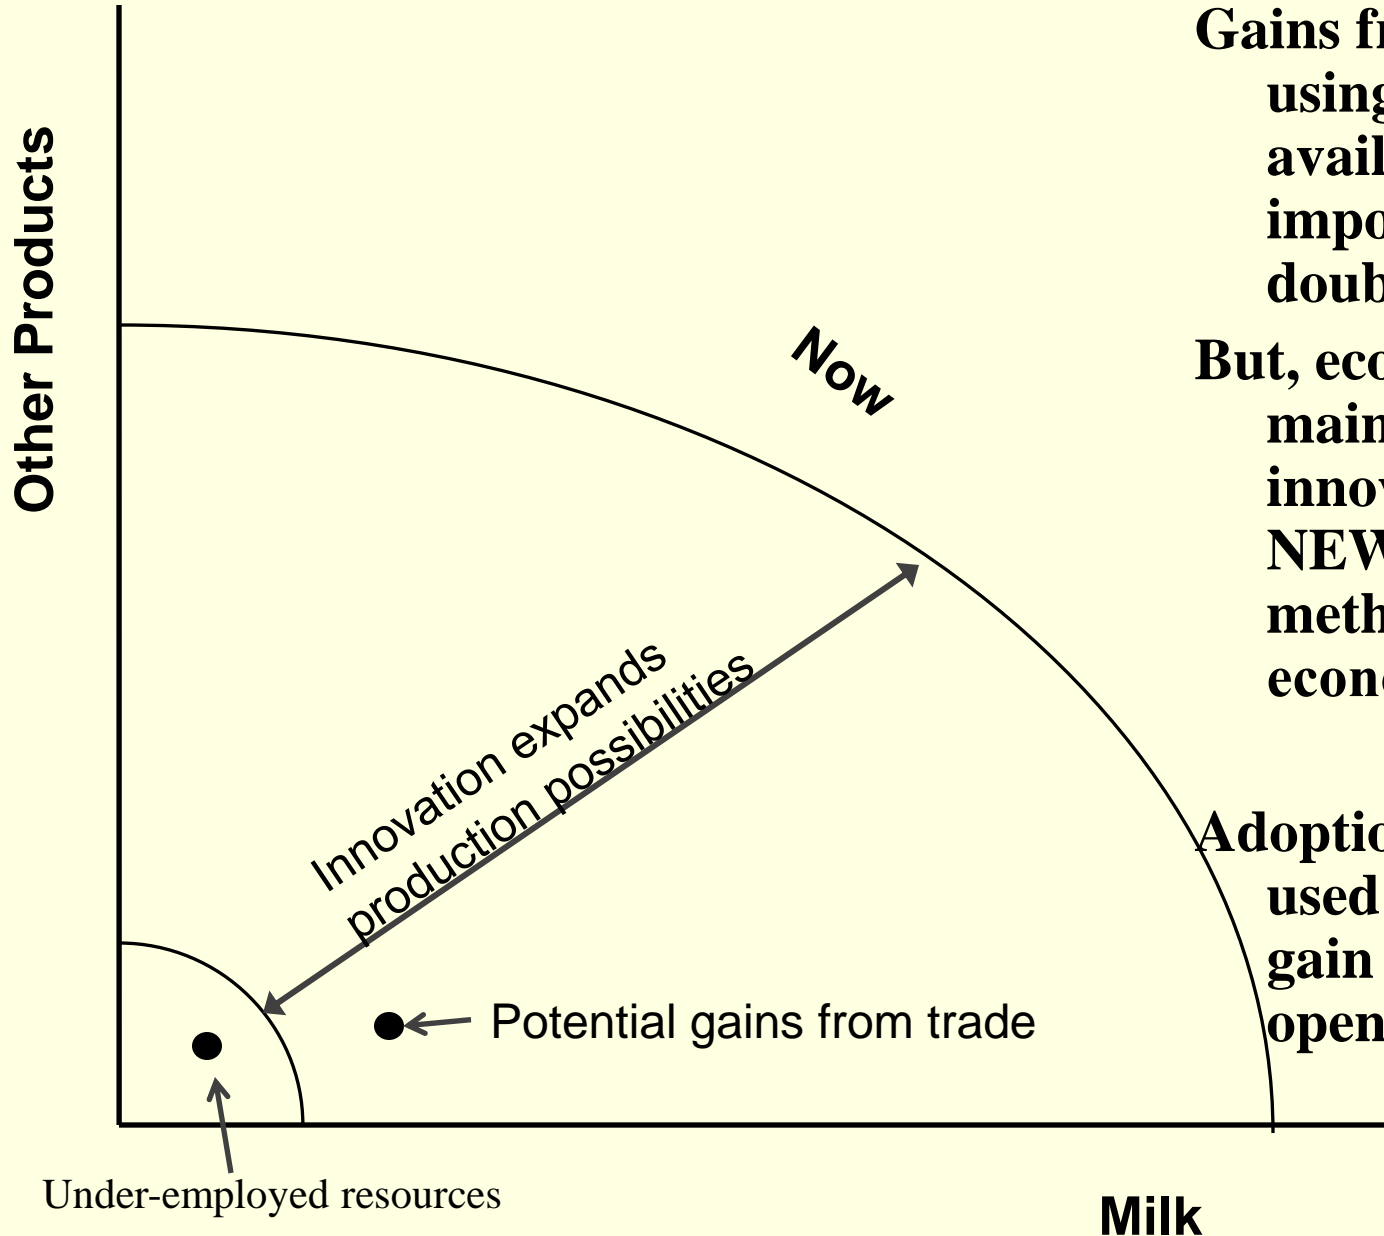 Other Products
Now
Innovation expands
production possibilities
Potential gains from trade
Under-employed resources
Milk
Gains fr
using
avail
impo
doub
But, eco
main
innov
NEW
meth
econo
Adoptio
used
gain
open